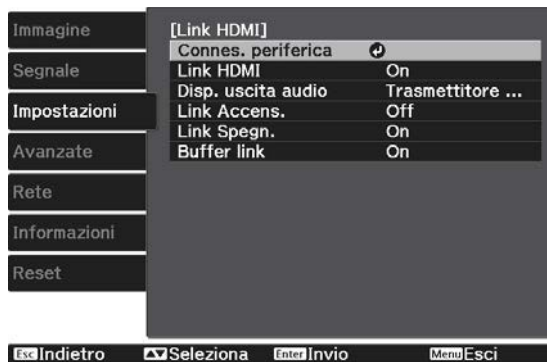 Immagine
Segnale
Impostazioni
Avanzate
Rete
Informazioni
Reset
[Link HDMI]
Connes. periferica
Link HDMI On
Disp. uscita audio Trasmettitore ...
Link Accens. Off
Link Spegn. On
Buffer link On
Esc Indietro Seleziona Enter Invio Menu Esci